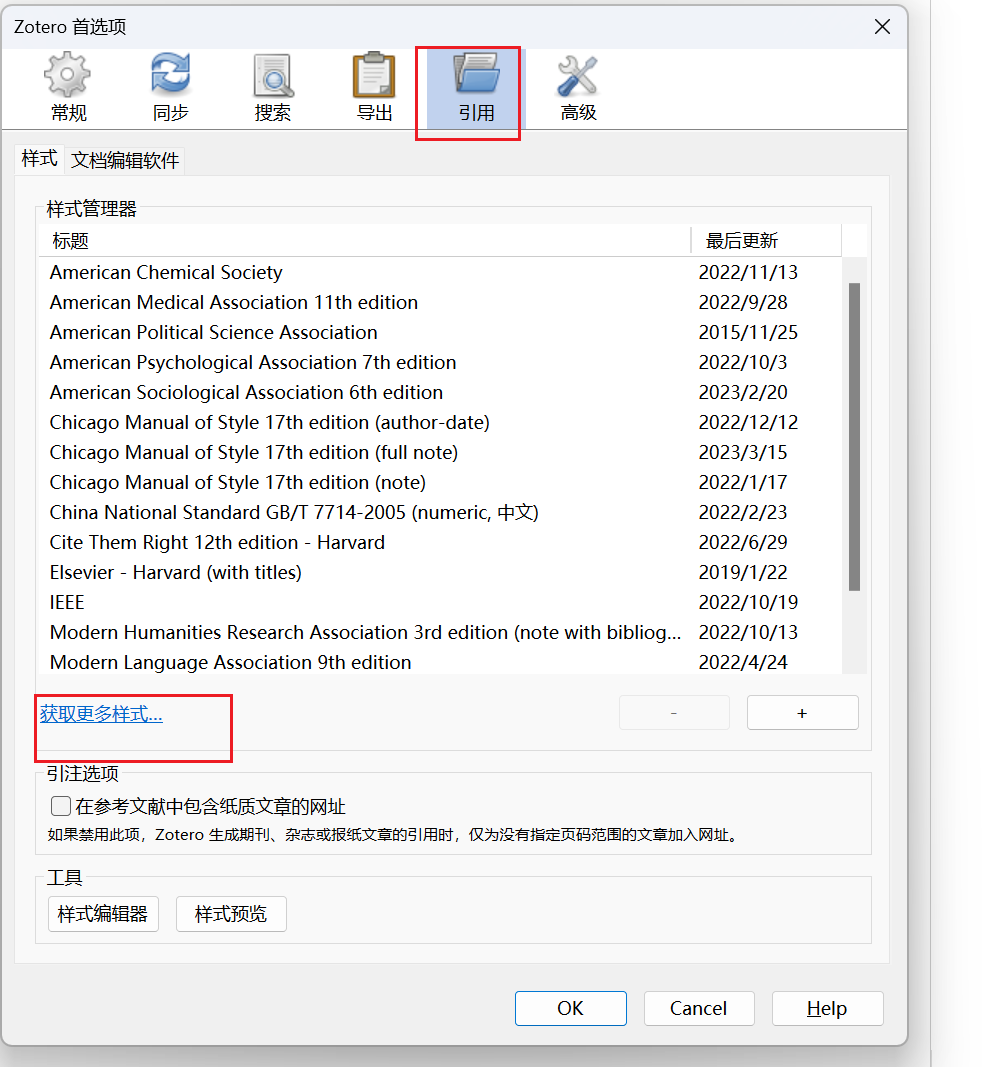 Zotero 首选项
常规 同步 搜索 导出 引用 高级
样式 文档编辑软件
样式管理器
标题 最后更新
American Chemical Society 2022/11/13
American Medical Association 11th edition 2022/9/28
American Political Science Association 2015/11/25
American Psychological Association 7th edition 2022/10/3
American Sociological Association 6th edition 2023/2/20
Chicago Manual of Style 17th edition (author-date) 2022/12/12
Chicago Manual of Style 17th edition (full note) 2023/3/15
Chicago Manual of Style 17th edition (note) 2022/1/17
China National Standard GB/T 7714-2005 (numeric, 中文) 2022/2/23
Cite Them Right 12th edition - Harvard 2022/6/29
Elsevier - Harvard (with titles) 2019/1/22
IEEE 2022/10/19
Modern Humanities Research Association 3rd edition (note with bibliog... 2022/10/13
Modern Language Association 9th edition 2022/4/24
获取更多样式... - +
引注选项
在参考文献中包含纸质文章的网址
如果禁用此项，Zotero 生成期刊、杂志或报纸文章的引用时，仅为没有指定页码范围的文章加入网址。
工具
样式编辑器 样式预览
OK Cancel Help